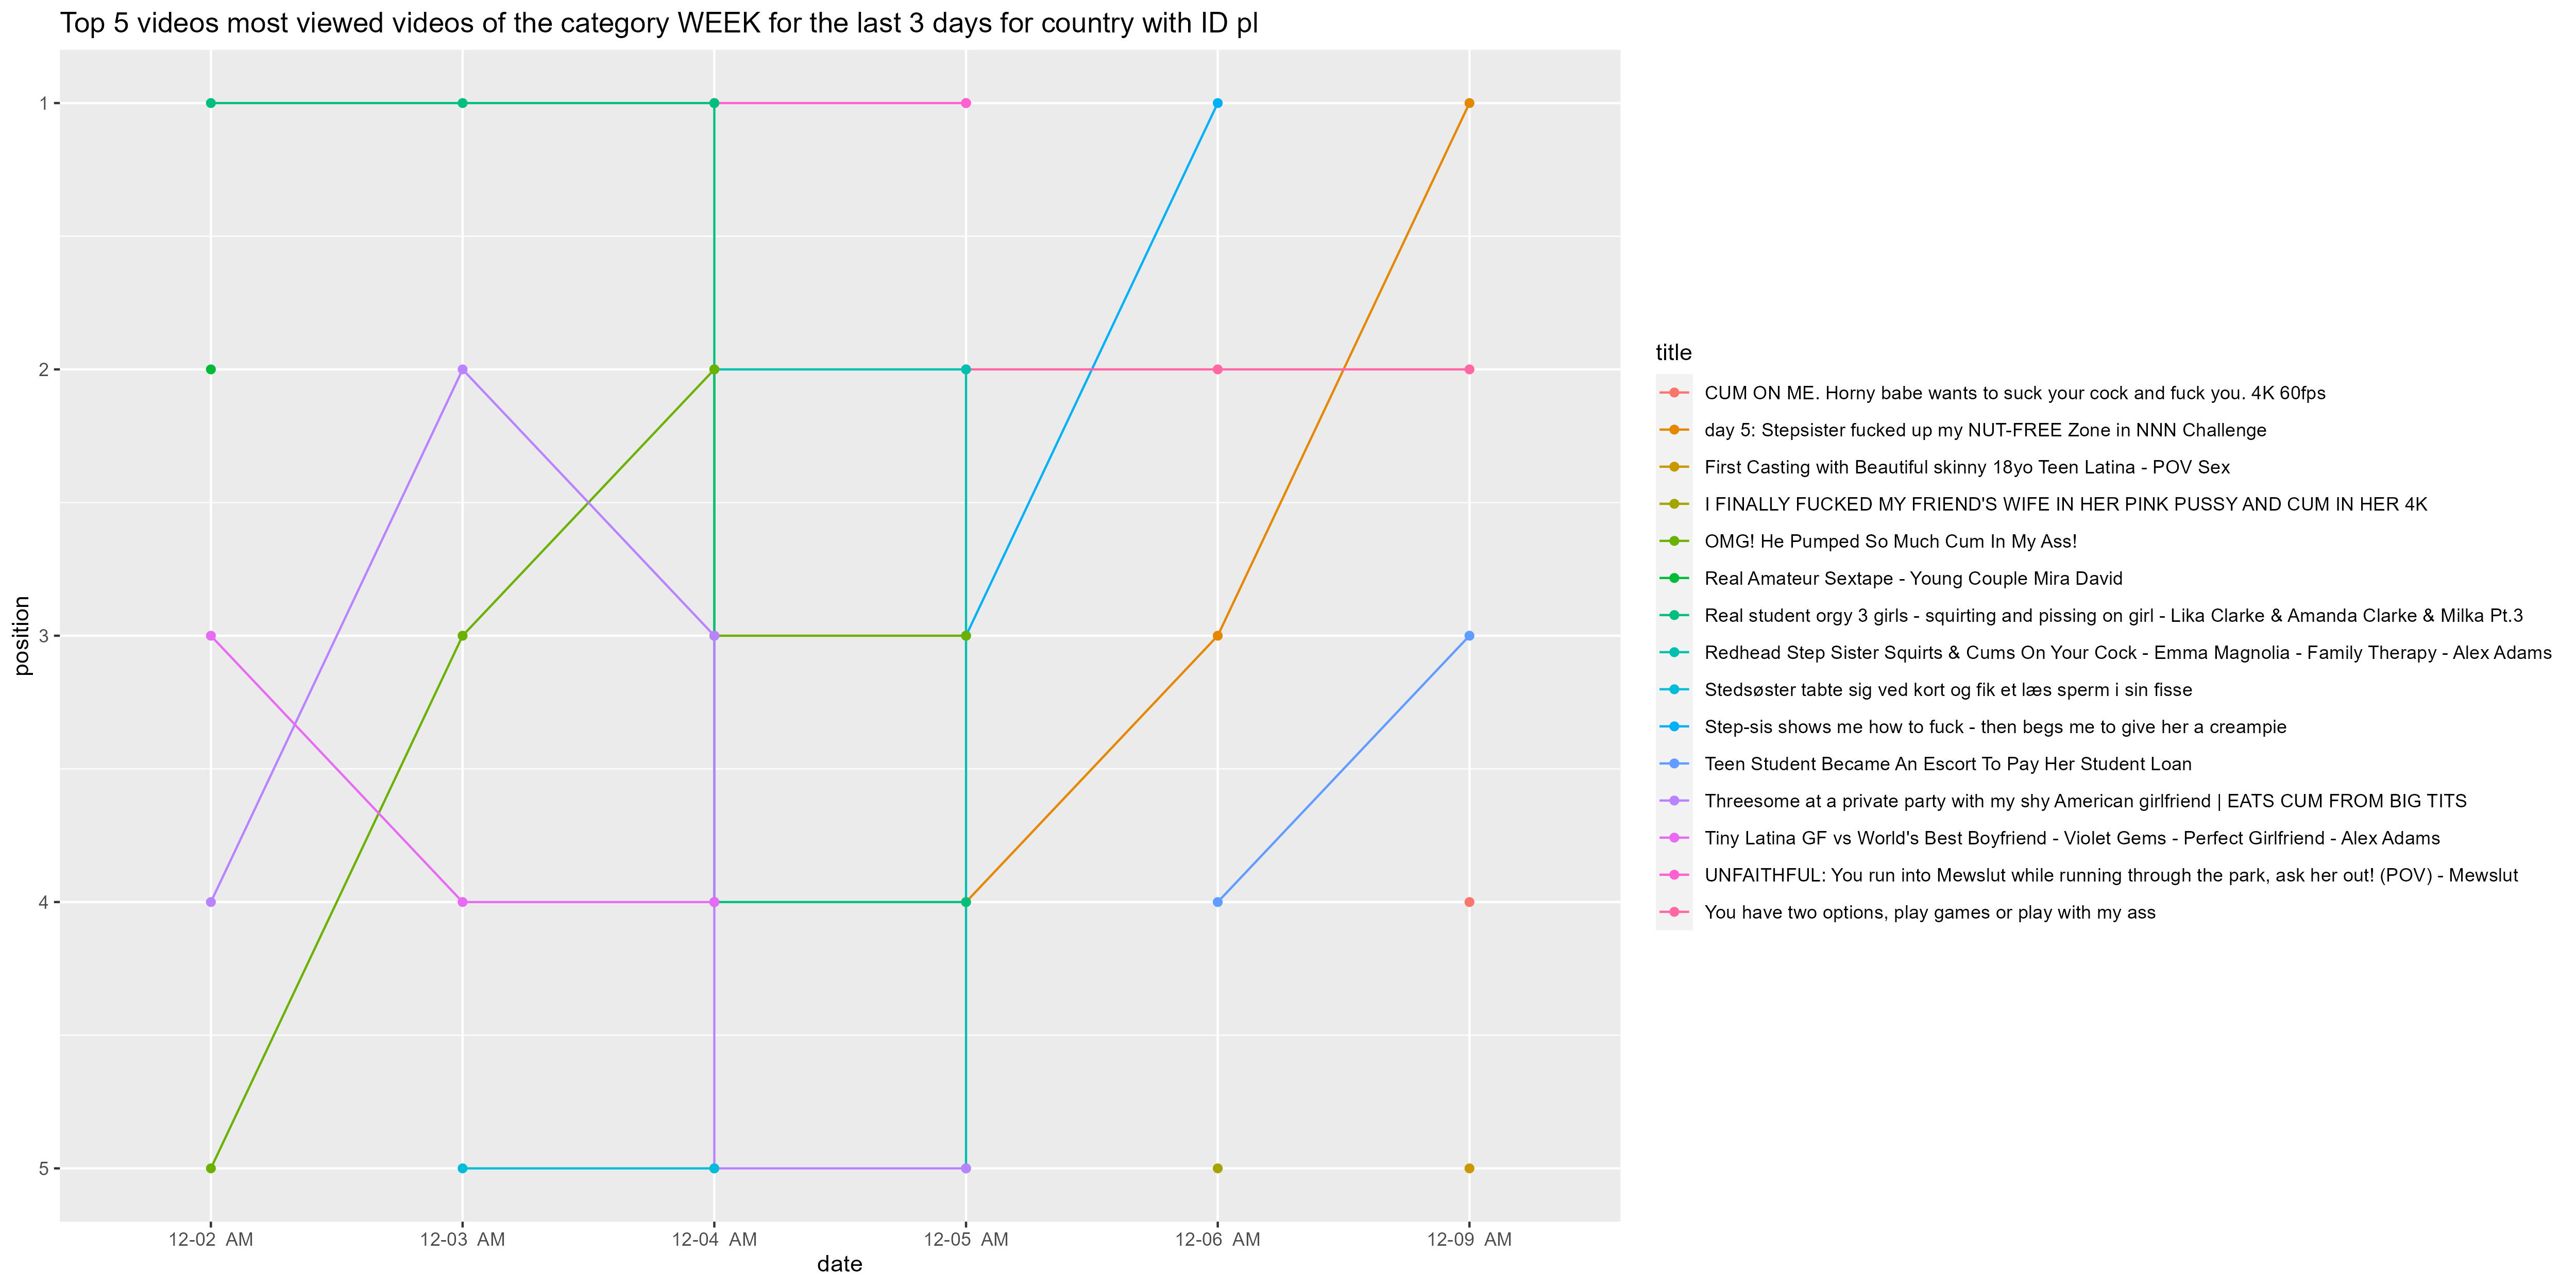 Top 5 videos most viewed videos of the category WEEK for the last 3 days for country with ID pl
position
1
2
3
4
5
12-02 AM
12-03 AM
12-04 AM
12-05 AM
12-06 AM
12-09 AM
date
title
CUM ON ME. Horny babe wants to suck your cock and fuck you. 4K 60fps
day 5: Stepsister fucked up my NUT-FREE Zone in NNN Challenge
First Casting with Beautiful skinny 18yo Teen Latina - POV Sex
I FINALLY FUCKED MY FRIEND'S WIFE IN HER PINK PUSSY AND CUM IN HER 4K
OMG! He Pumped So Much Cum In My Ass!
Real Amateur Sextape - Young Couple Mira David
Real student orgy 3 girls - squirting and pissing on girl - Lika Clarke & Amanda Clarke & Milka Pt.3
Redhead Step Sister Squirts & Cums On Your Cock - Emma Magnolia - Family Therapy - Alex Adams
Stedsøster tabte sig ved kort og fik et læs sperm i sin fisse
Step-sis shows me how to fuck - then begs me to give her a creampie
Teen Student Became An Escort To Pay Her Student Loan
Threesome at a private party with my shy American girlfriend | EATS CUM FROM BIG TITS
Tiny Latina GF vs World's Best Boyfriend - Violet Gems - Perfect Girlfriend - Alex Adams
UNFAITHFUL: You run into Mewslut while running through the park, ask her out! (POV) - Mewslut
You have two options, play games or play with my ass